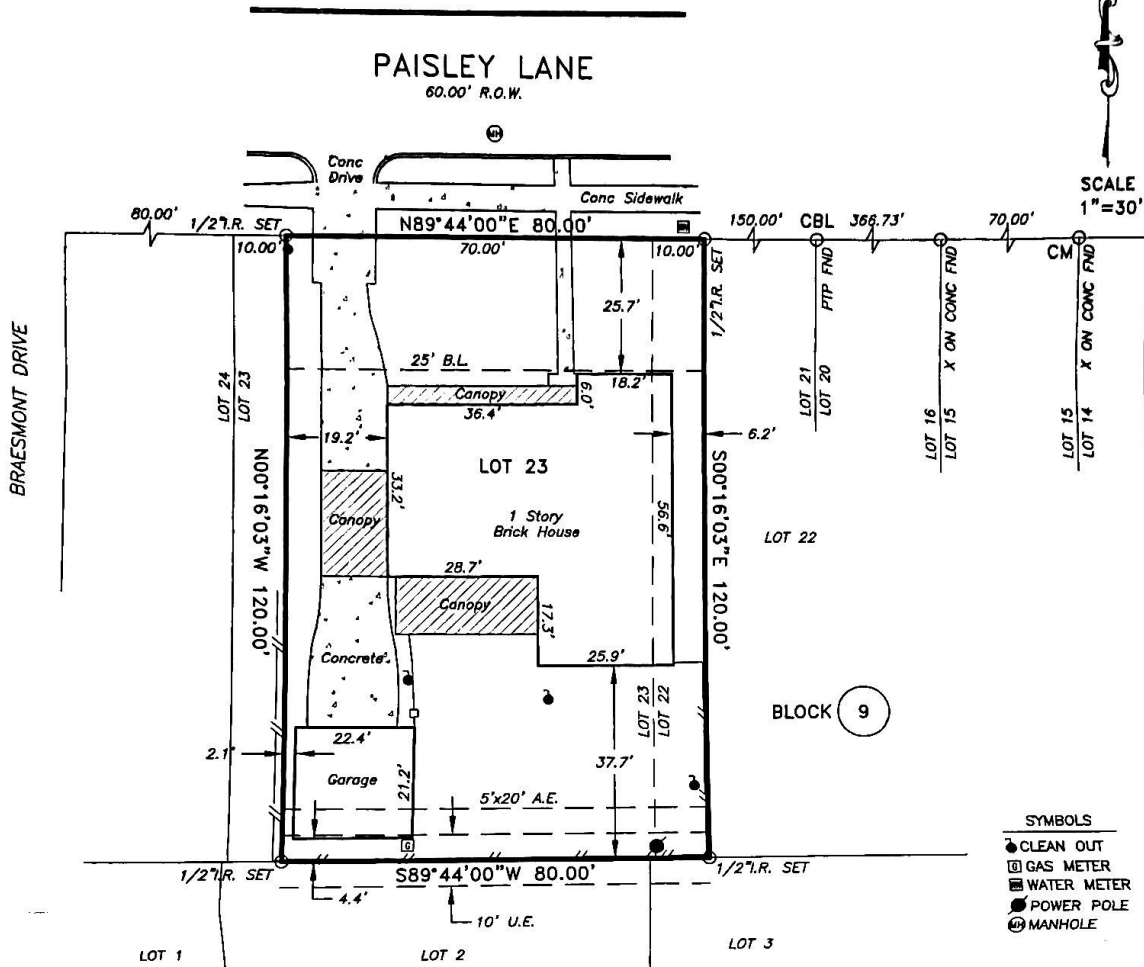 PAISLEY LANE
60.00' R.O.W.
MH
Conc
Drive
Conc Sidewalk
SCALE
1"=30'
80.00'
1/2"I.R. SET
N89°44'00"E 80.00'
150.00'
CBL
366.73'
70.00'
CM
10.00'
70.00'
10.00'
1/2"I.R. SET
PTP FND
X ON CONC FND
X ON CONC FND
25.7'
BRAESMONT DRIVE
LOT 24
LOT 23
25' B.L.
18.2'
Canopy
6.0'
36.4'
LOT 21
LOT 20
LOT 16
LOT 15
LOT 15
LOT 14
19.2'
6.2'
N00°16'03"W 120.00'
LOT 23
33.2'
1 Story
Brick House
56.6'
S00°16'03"E 120.00'
LOT 22
Canopy
28.7'
Canopy
17.3'
Concrete
25.9'
LOT 23
LOT 22
BLOCK 9
2.1'
22.4'
Garage
21.2'
37.7'
5'x20' A.E.
G
1/2"I.R. SET
S89°44'00"W 80.00'
1/2"I.R. SET
4.4'
10' U.E.
LOT 1
LOT 2
LOT 3
SYMBOLS
CLEAN OUT
G GAS METER
WM WATER METER
POWER POLE
MH MANHOLE